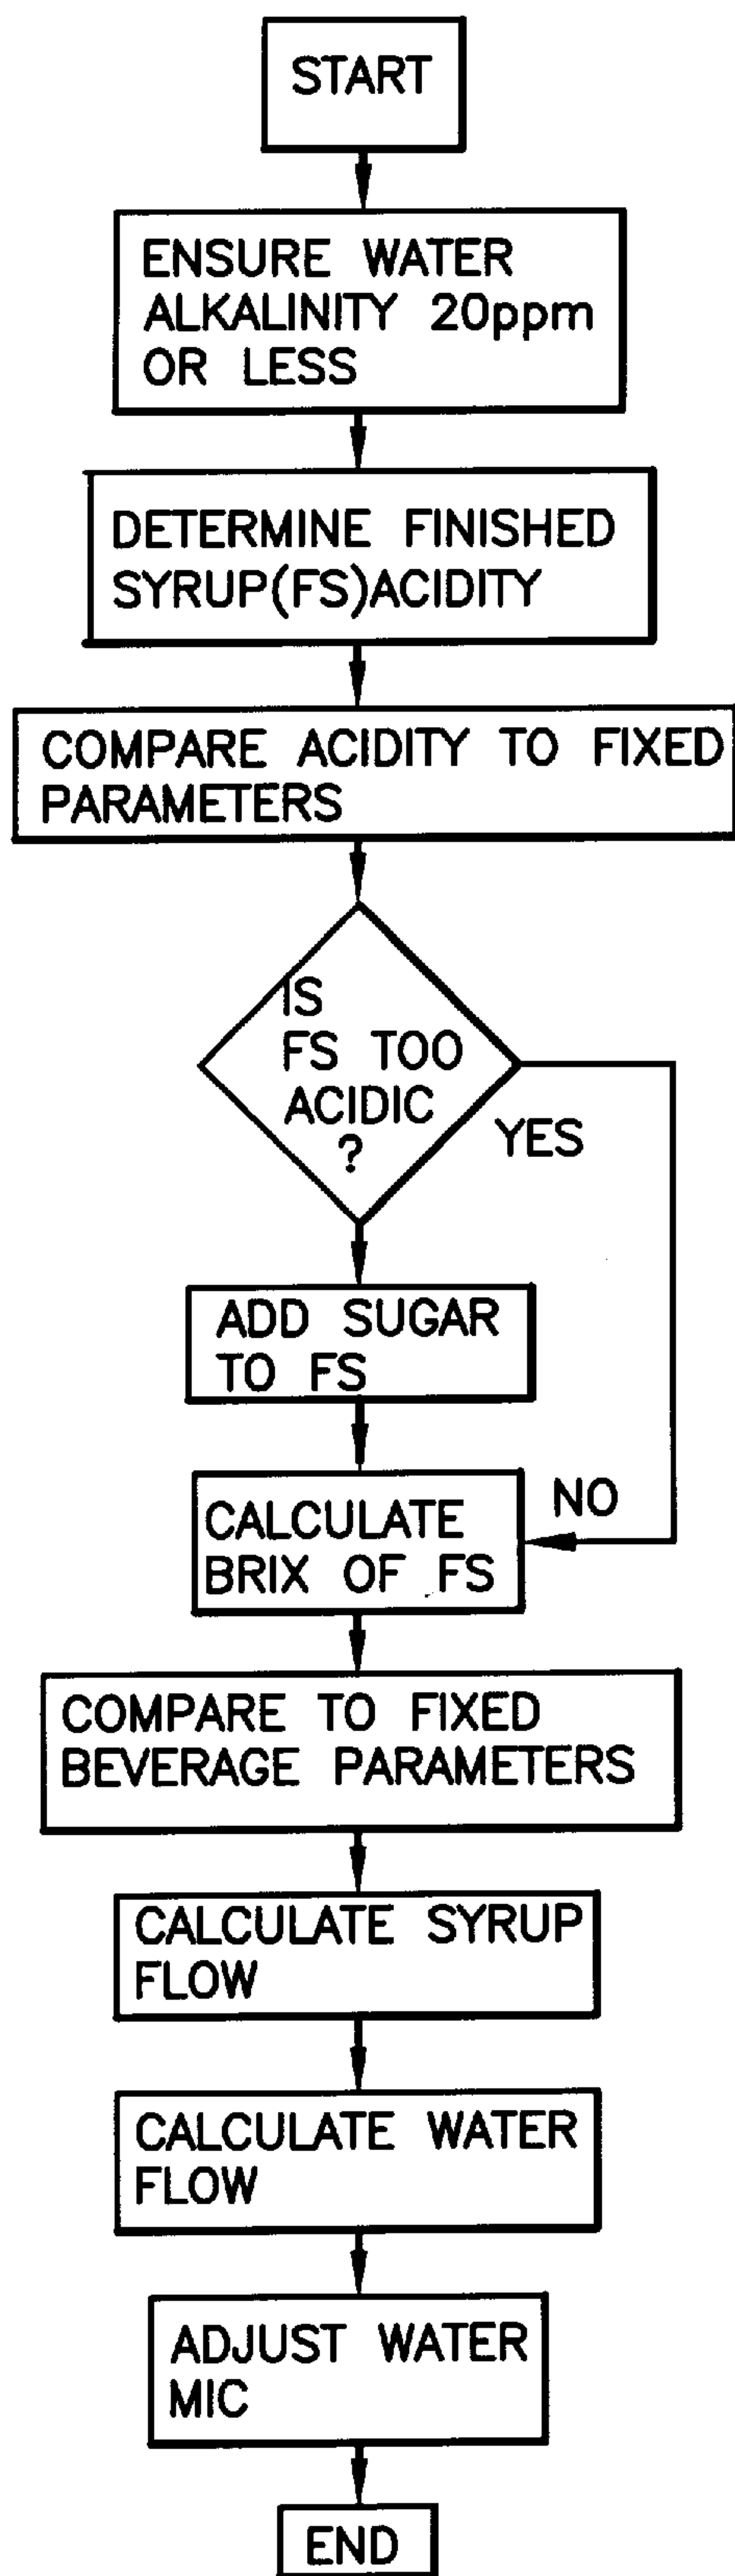 START
ENSURE WATER
ALKALINITY 20ppm
OR LESS
DETERMINE FINISHED
SYRUP(FS)ACIDITY
COMPARE ACIDITY TO FIXED
PARAMETERS
IS
FS TOO
ACIDIC
?
YES
ADD SUGAR
TO FS
NO
CALCULATE
BRIX OF FS
COMPARE TO FIXED
BEVERAGE PARAMETERS
CALCULATE SYRUP
FLOW
CALCULATE WATER
FLOW
ADJUST WATER
MIC
END